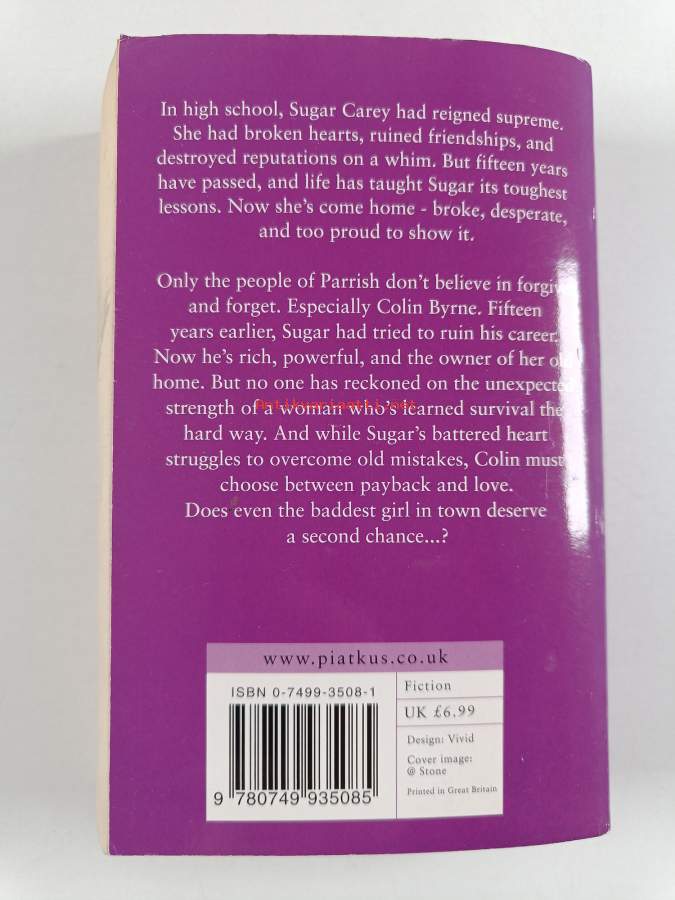 In high school, Sugar Carey had reigned supreme.
She had broken hearts, ruined friendships, and
destroyed reputations on a whim. But fifteen years
have passed, and life has taught Sugar its toughest
lessons. Now she's come home - broke, desperate,
and too proud to show it.
Only the people of Parrish don't believe in forgive
and forget. Especially Colin Byrne. Fifteen
years earlier, Sugar had tried to ruin his career.
Now he's rich, powerful, and the owner of her old
home. But no one has reckoned on the unexpected
strength of a woman who's learned survival the
Antikvariaatti.net
hard way. And while Sugar's battered heart
struggles to overcome old mistakes, Colin must
choose between payback and love.
Does even the baddest girl in town deserve
a second chance...?
www.piatkus.co.uk
ISBN 0-7499-3508-1
9 780749 935085
Fiction
UK £6.99
Design: Vivid
Cover image:
@ Stone
Printed in Great Britain